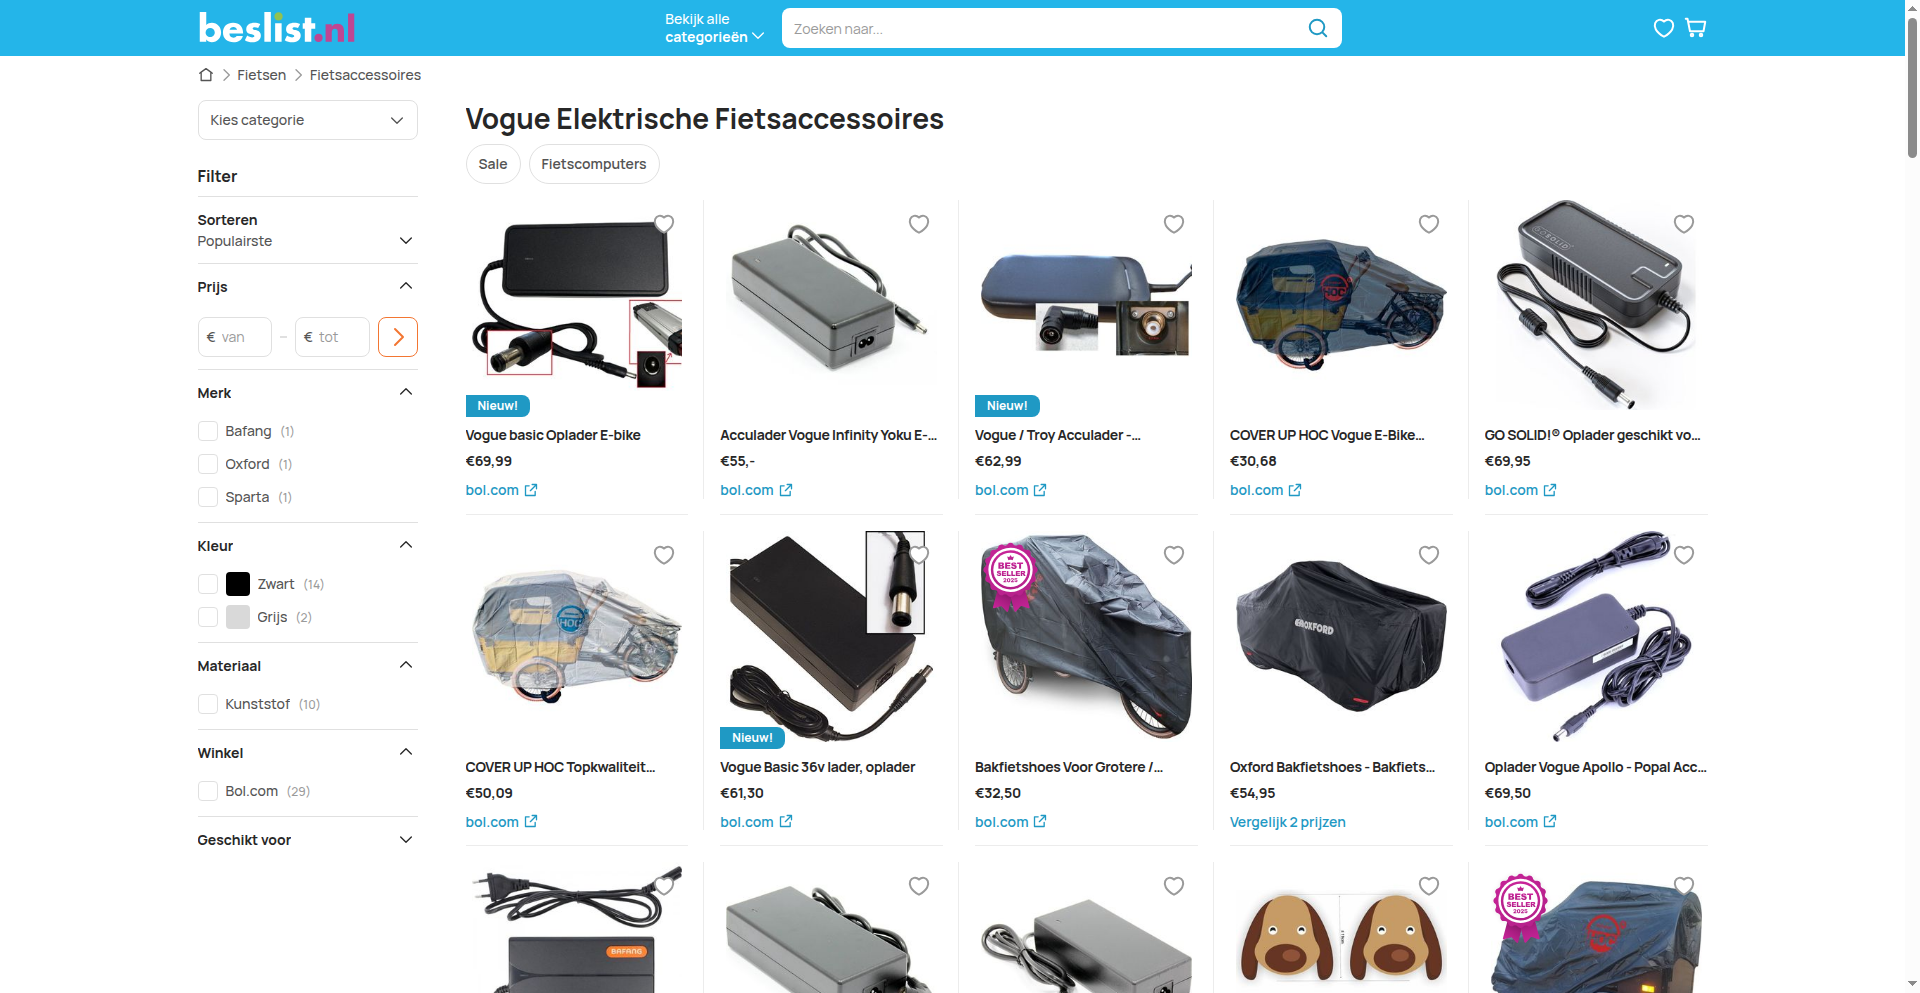 beslist.nl
Bekijk alle
categorieën
Zoeken naar...
Fietsen
Fietsaccessoires
Kies categorie
Filter
Sorteren
Populairste
Prijs
€ van
–
€ tot
Merk
Bafang (1)
Oxford (1)
Sparta (1)
Kleur
Zwart (14)
Grijs (2)
Materiaal
Kunststof (10)
Winkel
Bol.com (29)
Geschikt voor
Vogue Elektrische Fietsaccessoires
Sale
Fietscomputers
Nieuw!
Vogue basic Oplader E-bike
€69,99
bol.com
Acculader Vogue Infinity Yoku E-...
€55,-
bol.com
Nieuw!
Vogue / Troy Acculader -...
€62,99
bol.com
HOC
COVER UP HOC Vogue E-Bike...
€30,68
bol.com
GO SOLID!® Oplader geschikt vo...
€69,95
bol.com
HOC
COVER UP HOC Topkwaliteit...
€50,09
bol.com
Nieuw!
Vogue Basic 36v lader, oplader
€61,30
bol.com
BEST
SELLER
2025
Bakfietshoes Voor Grotere /...
€32,50
bol.com
OXFORD
Oxford Bakfietshoes - Bakfiets...
€54,95
Vergelijk 2 prijzen
Oplader Vogue Apollo - Popal Acc...
€69,50
bol.com
BAFANG
BEST
SELLER
2025